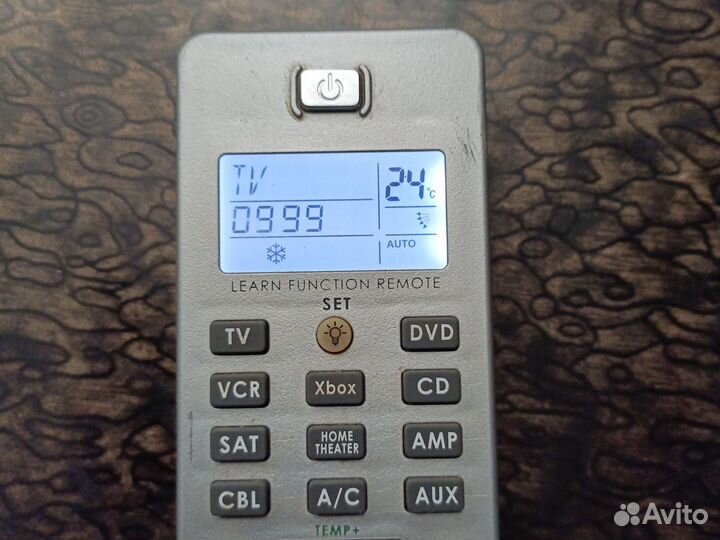 TV 24°C
0999
AUTO
LEARN FUNCTION REMOTE
SET
TV DVD
VCR Xbox CD
SAT HOME THEATER AMP
CBL A/C AUX
TEMP+
Avito